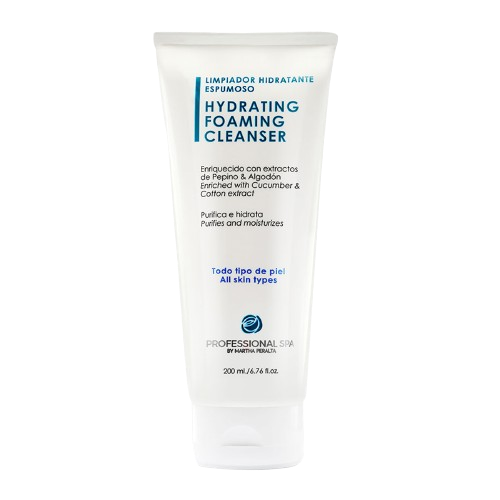 LIMPIADOR HIDRATANTE
ESPUMOSO
HYDRATING
FOAMING
CLEANSER
Enriquecido con extractos
de Pepino & Algodón
Enriched with Cucumber &
Cotton extract
Purifica e hidrata
Purifies and moisturizes
Todo tipo de piel
All skin types
PROFESSIONAL SPA
BY MARTHA PERALTA
200 ml./6.76 fl.oz.